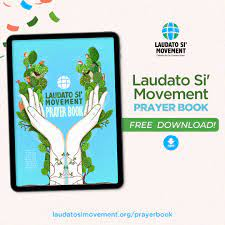 LAUDATO SI'
MOVEMENT
Laudato Si'
Movement
PRAYER BOOK
FREE DOWNLOAD!
LAUDATO SI'
MOVEMENT
PRAYER BOOK
laudatosimovement.org/prayerbook